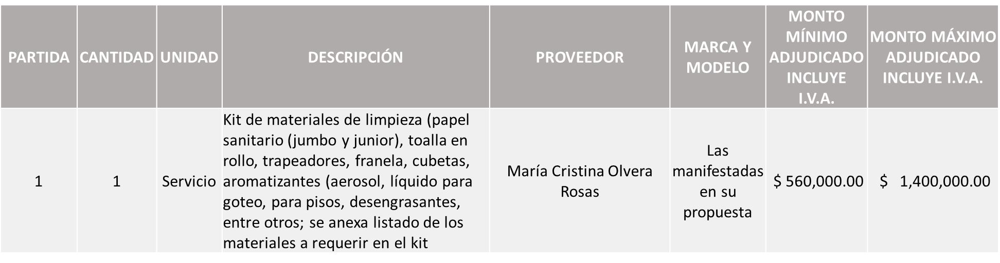 PARTIDA
CANTIDAD
UNIDAD
DESCRIPCIÓN
PROVEEDOR
MARCA Y
MODELO
MONTO
MÍNIMO
ADJUDICADO
INCLUYE
I.V.A.
MONTO MÁXIMO
ADJUDICADO
INCLUYE I.V.A.
1
1
Servicio
Kit de materiales de limpieza (papel
sanitario (jumbo y junior), toalla en
rollo, trapeadores, franela, cubetas,
aromatizantes (aerosol, líquido para
goteo, para pisos, desengrasantes,
entre otros; se anexa listado de los
materiales a requerir en el kit
María Cristina Olvera
Rosas
Las
manifestadas
en su
propuesta
$ 560,000.00
$ 1,400,000.00